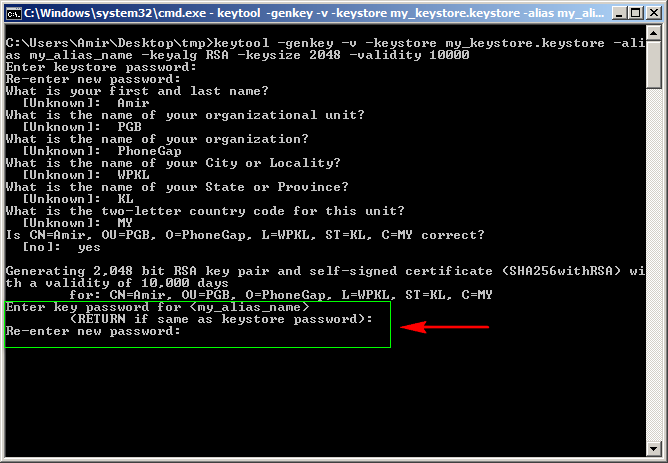 C:\Windows\system32\cmd.exe - keytool -genkey -v -keystore my_keystore.keystore -alias my_ali...
C:\Users\Amir\Desktop\tmp>keytool -genkey -v -keystore my_keystore.keystore -ali
as my_alias_name -keyalg RSA -keysize 2048 -validity 10000
Enter keystore password:
Re-enter new password:
What is your first and last name?
[Unknown]:  Amir
What is the name of your organizational unit?
[Unknown]:  PGB
What is the name of your organization?
[Unknown]:  PhoneGap
What is the name of your City or Locality?
[Unknown]:  WPKL
What is the name of your State or Province?
[Unknown]:  KL
What is the two-letter country code for this unit?
[Unknown]:  MY
Is CN=Amir, OU=PGB, O=PhoneGap, L=WPKL, ST=KL, C=MY correct?
[no]:  yes
Generating 2,048 bit RSA key pair and self-signed certificate (SHA256withRSA) wi
th a validity of 10,000 days
for: CN=Amir, OU=PGB, O=PhoneGap, L=WPKL, ST=KL, C=MY
Enter key password for <my_alias_name>
(RETURN if same as keystore password):
Re-enter new password: